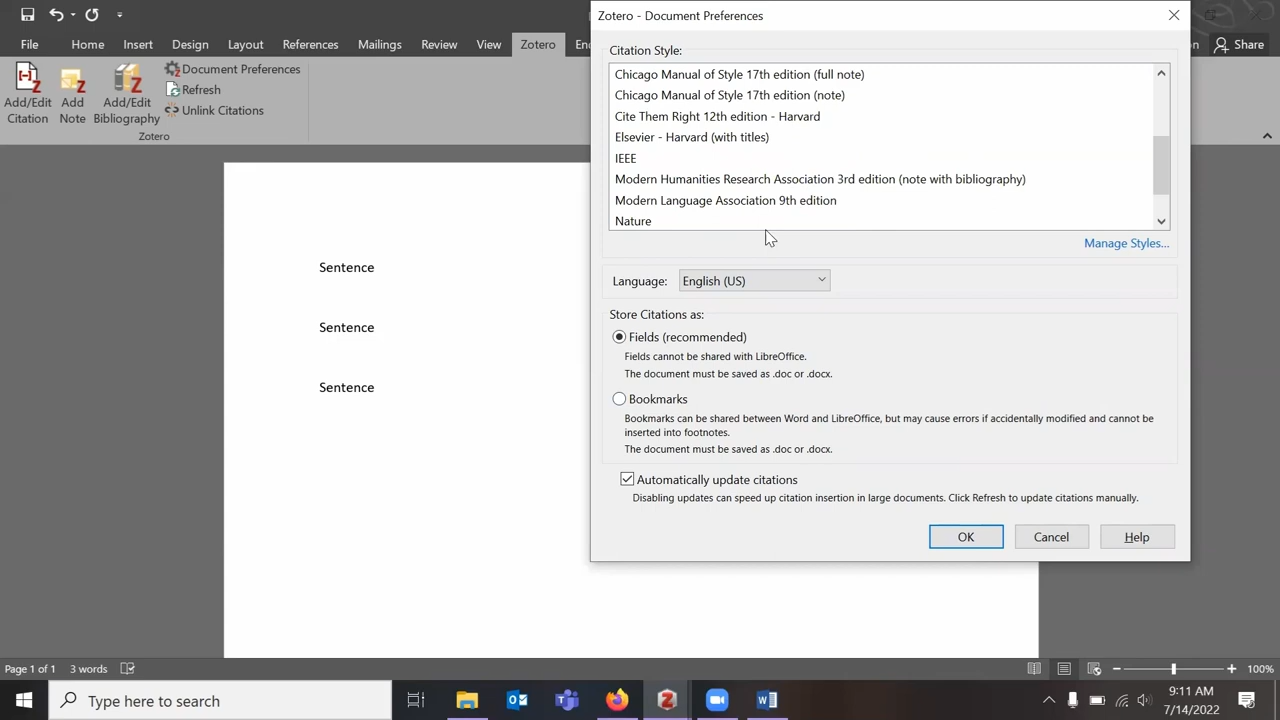 Zotero - Document Preferences
File Home Insert Design Layout References Mailings Review View Zotero En
Share
Add/Edit Citation
Add Note
Add/Edit Bibliography
Document Preferences
Refresh
Unlink Citations
Zotero
Citation Style:
Chicago Manual of Style 17th edition (full note)
Chicago Manual of Style 17th edition (note)
Cite Them Right 12th edition - Harvard
Elsevier - Harvard (with titles)
IEEE
Modern Humanities Research Association 3rd edition (note with bibliography)
Modern Language Association 9th edition
Nature
Manage Styles...
Language: English (US)
Store Citations as:
Fields (recommended)
Fields cannot be shared with LibreOffice.
The document must be saved as .doc or .docx.
Bookmarks
Bookmarks can be shared between Word and LibreOffice, but may cause errors if accidentally modified and cannot be
inserted into footnotes.
The document must be saved as .doc or .docx.
Automatically update citations
Disabling updates can speed up citation insertion in large documents. Click Refresh to update citations manually.
OK Cancel Help
Sentence
Sentence
Sentence
Page 1 of 1 3 words
100%
Type here to search
9:11 AM
7/14/2022